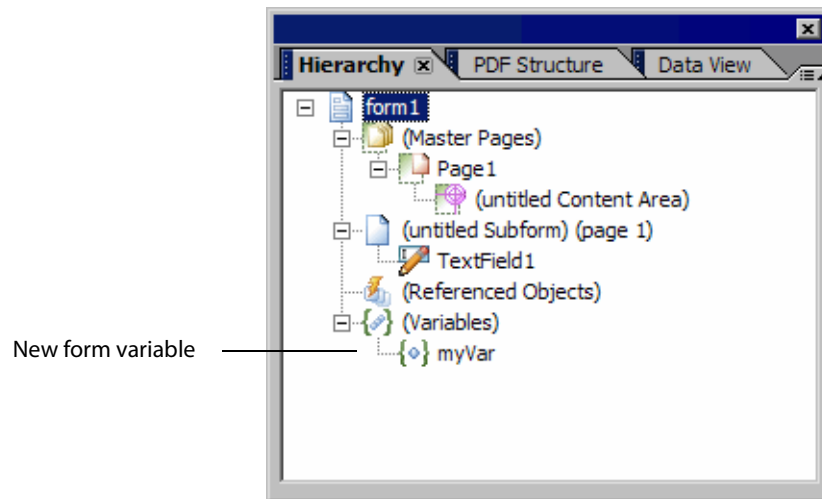 Hierarchy PDF Structure Data View
form1
(Master Pages)
Page1
(untitled Content Area)
(untitled Subform) (page 1)
TextField1
(Referenced Objects)
(Variables)
New form variable
myVar